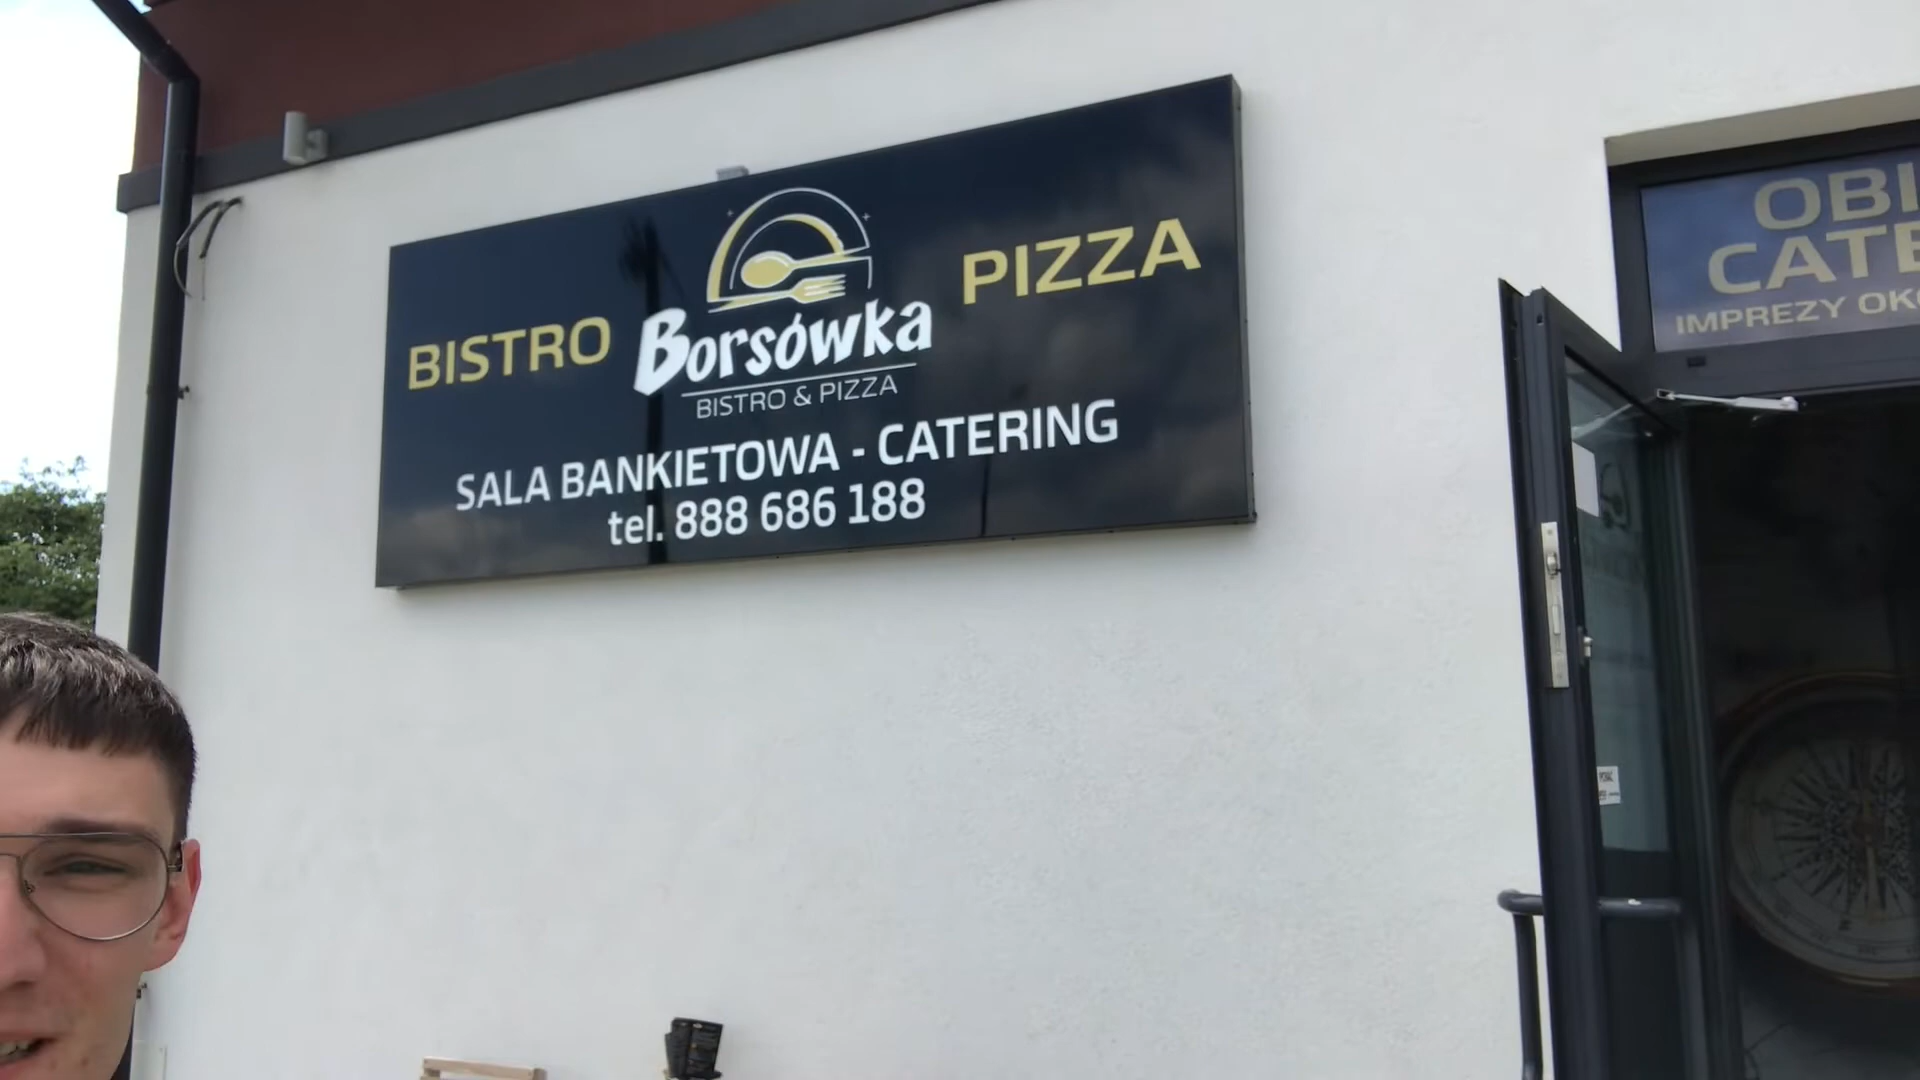 BISTRO
Borsówka
BISTRO & PIZZA
PIZZA
SALA BANKIETOWA - CATERING
tel. 888 686 188
IMPREZY